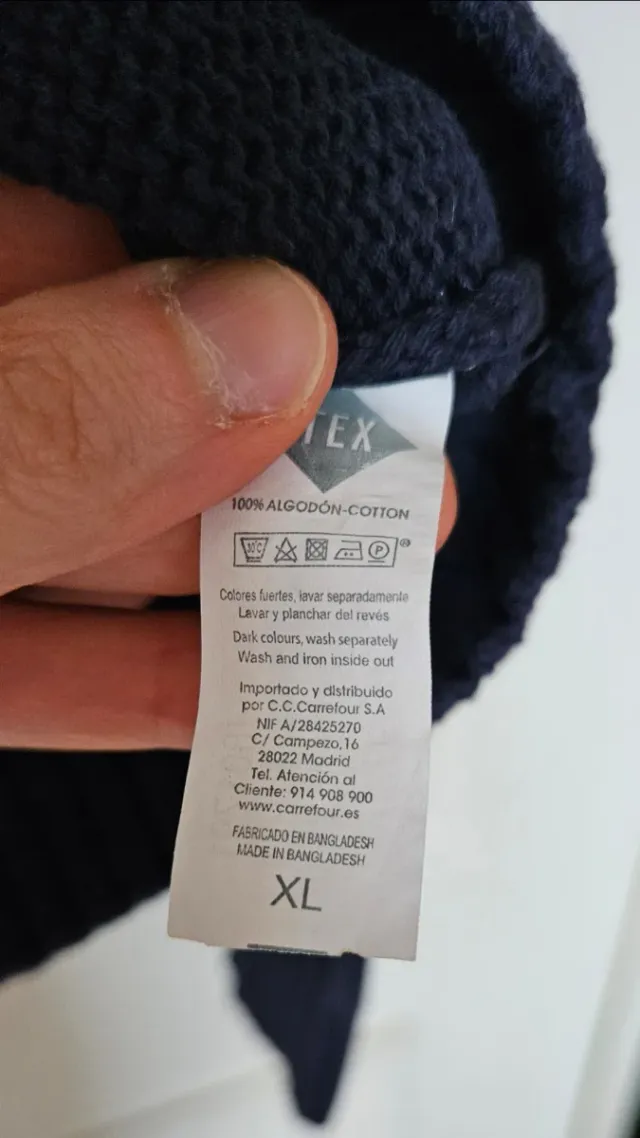 TEX
100% ALGODÓN-COTTON
30°C P ®
Colores fuertes, lavar separadamente
Lavar y planchar del revés
Dark colours, wash separately
Wash and iron inside out
Importado y distribuido
por C.C.Carrefour S.A
NIF A/28425270
C/ Campezo,16
28022 Madrid
Tel. Atención al
Cliente: 914 908 900
www.carrefour.es
FABRICADO EN BANGLADESH
MADE IN BANGLADESH
XL